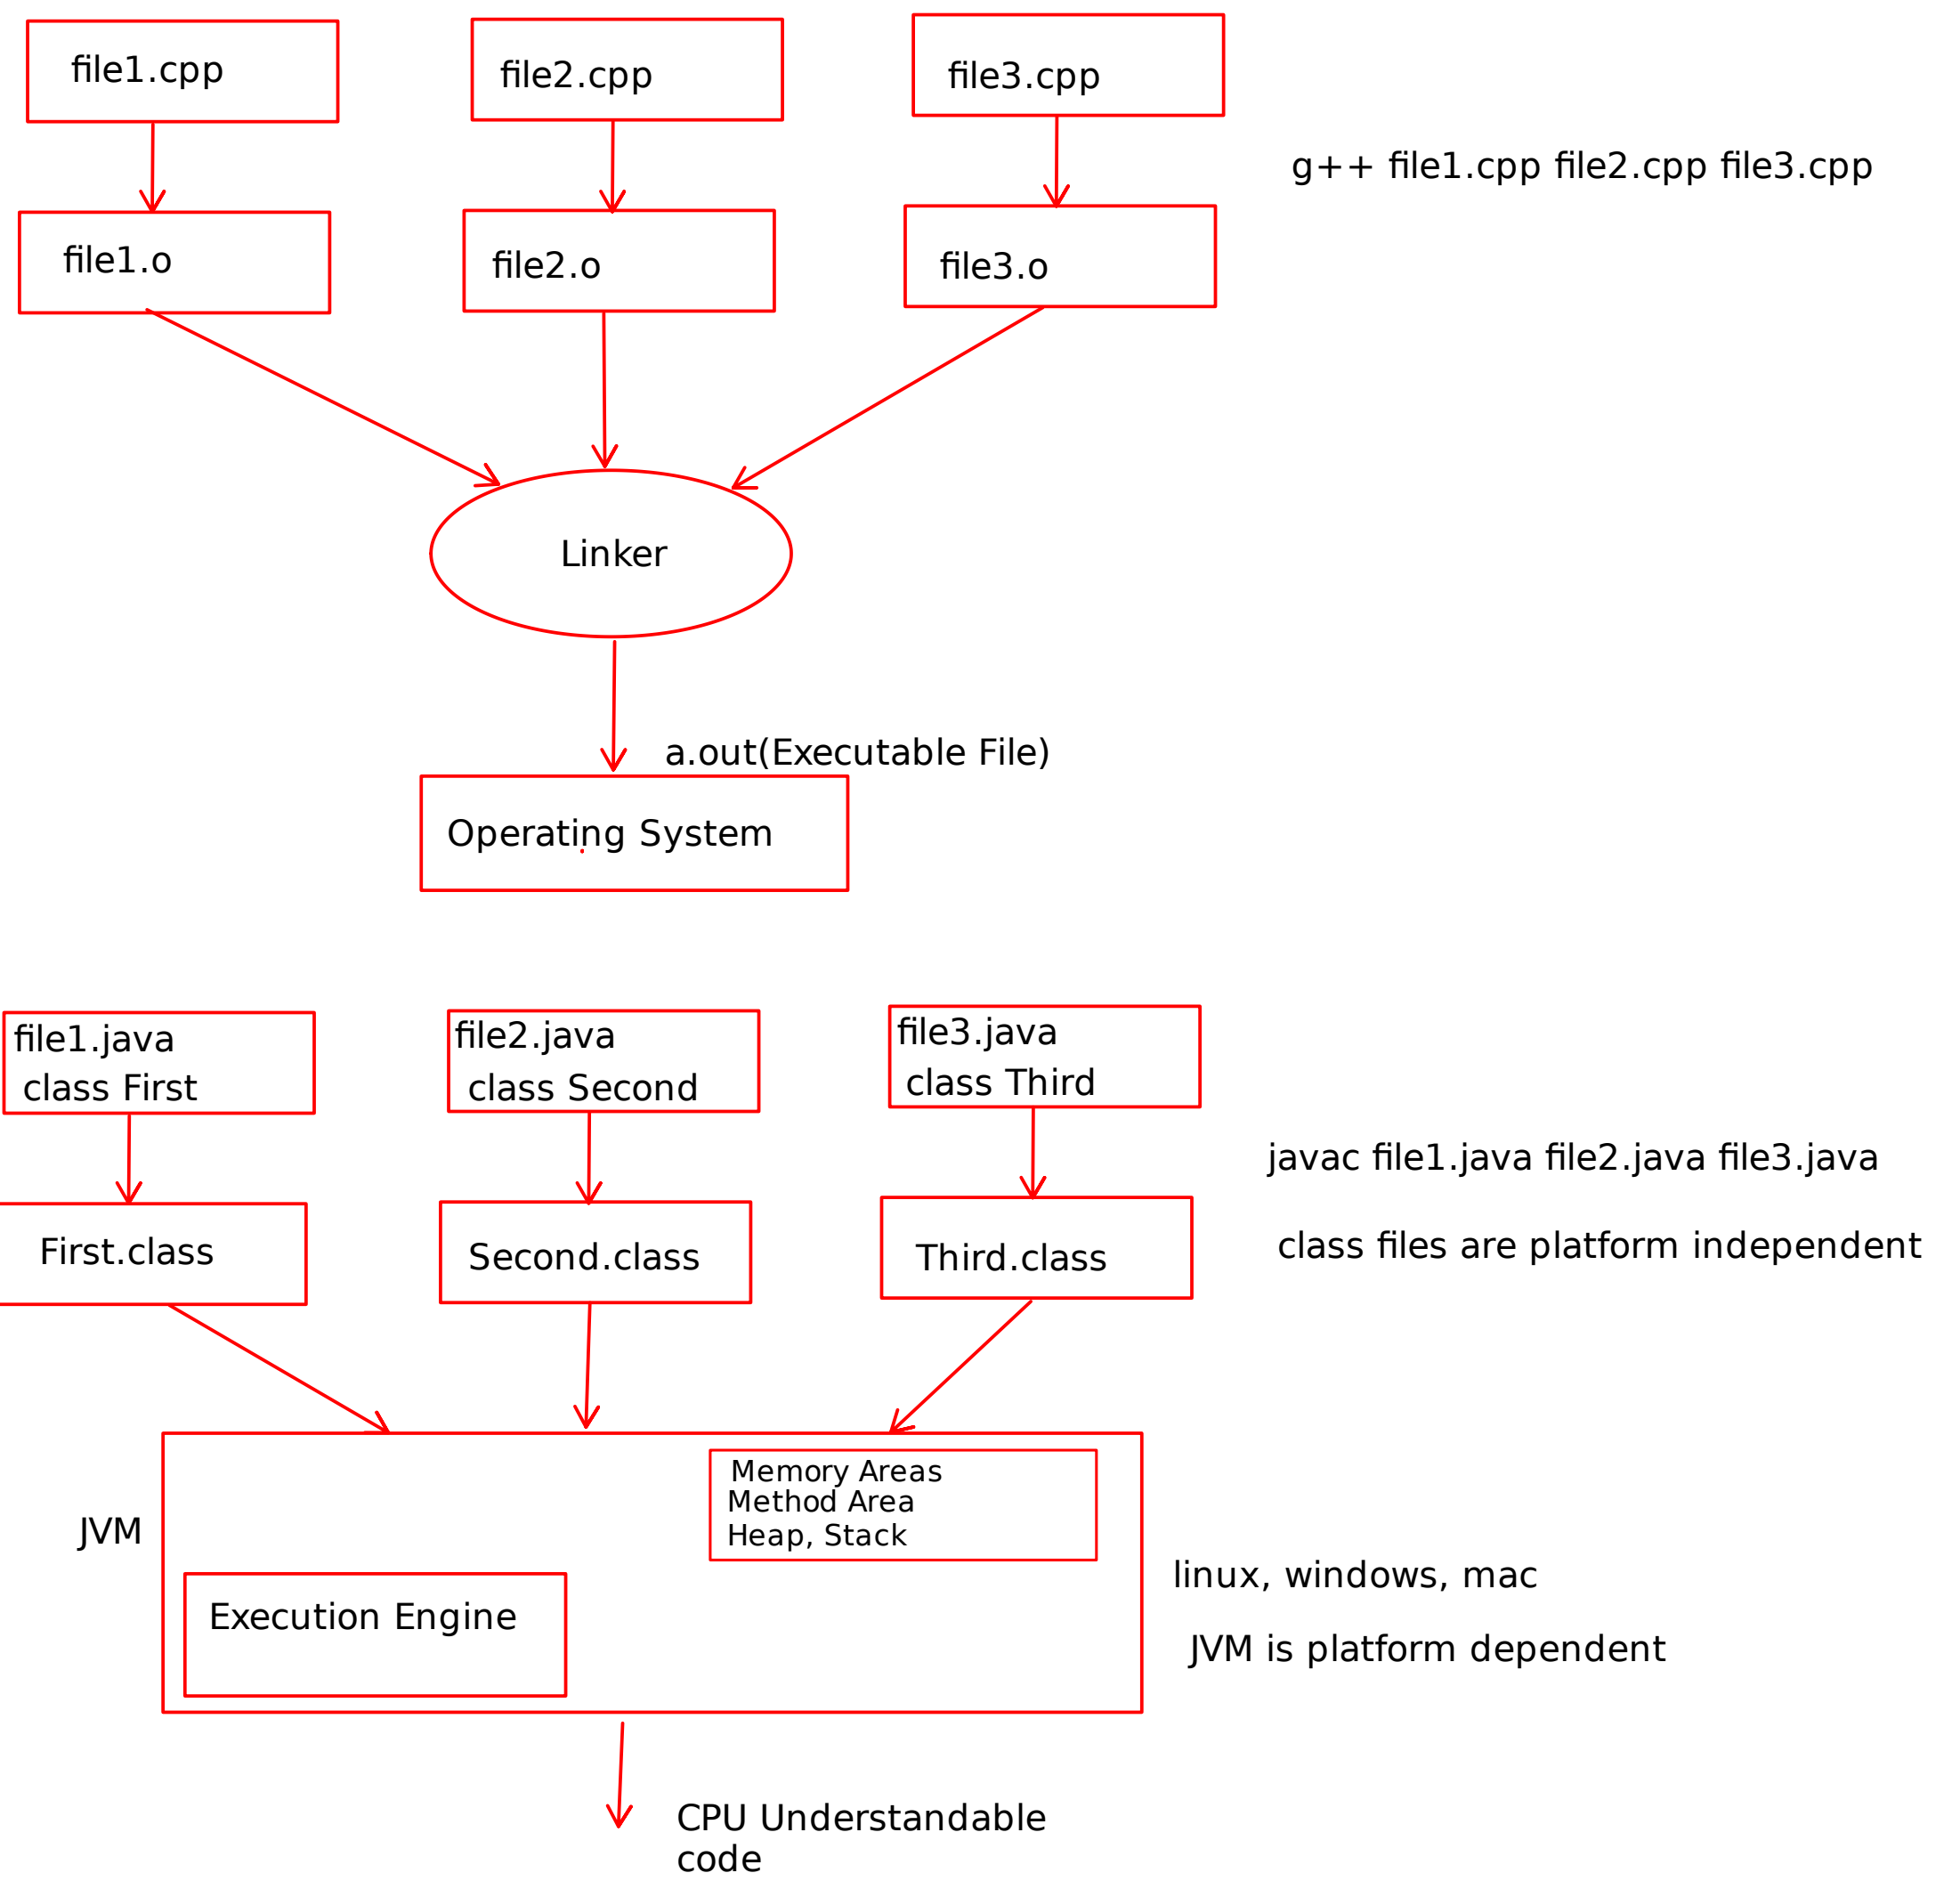 file1.cpp
file2.cpp
file3.cpp
g++ file1.cpp file2.cpp file3.cpp
file1.o
file2.o
file3.o
Linker
a.out(Executable File)
Operating System
file1.java
class First
file2.java
class Second
file3.java
class Third
javac file1.java file2.java file3.java
First.class
Second.class
Third.class
class files are platform independent
Memory Areas
Method Area
Heap, Stack
JVM
Execution Engine
linux, windows, mac
JVM is platform dependent
CPU Understandable
code